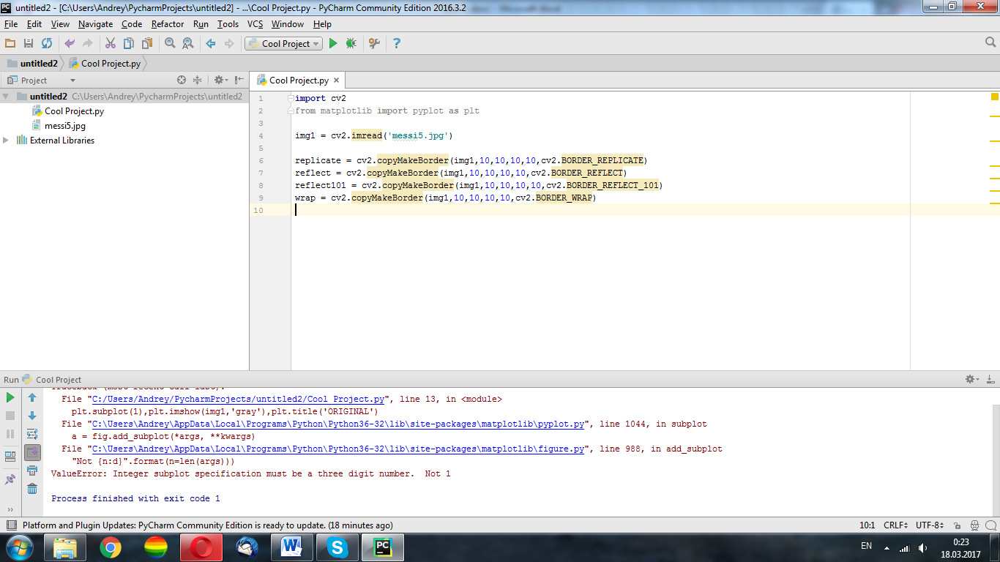 untitled2 - [C:\Users\Andrey\PycharmProjects\untitled2] - ...\Cool Project.py - PyCharm Community Edition 2016.3.2
File Edit View Navigate Code Refactor Run Tools VCS Window Help
Cool Project
untitled2 Cool Project.py
Project
Cool Project.py
untitled2 C:\Users\Andrey\PycharmProjects\untitled2
Cool Project.py
messi5.jpg
External Libraries
1 import cv2
2 from matplotlib import pyplot as plt
3
4 img1 = cv2.imread('messi5.jpg')
5
6 replicate = cv2.copyMakeBorder(img1,10,10,10,10,cv2.BORDER_REPLICATE)
7 reflect = cv2.copyMakeBorder(img1,10,10,10,10,cv2.BORDER_REFLECT)
8 reflect101 = cv2.copyMakeBorder(img1,10,10,10,10,cv2.BORDER_REFLECT_101)
9 wrap = cv2.copyMakeBorder(img1,10,10,10,10,cv2.BORDER_WRAP)
10
Run Cool Project
Traceback (most recent call last):
File "C:/Users/Andrey/PycharmProjects/untitled2/Cool Project.py", line 13, in <module>
plt.subplot(1),plt.imshow(img1,'gray'),plt.title('ORIGINAL')
File "C:\Users\Andrey\AppData\Local\Programs\Python\Python36-32\lib\site-packages\matplotlib\pyplot.py", line 1044, in subplot
a = fig.add_subplot(*args, **kwargs)
File "C:\Users\Andrey\AppData\Local\Programs\Python\Python36-32\lib\site-packages\matplotlib\figure.py", line 988, in add_subplot
"Not {n:d}".format(n=len(args)))
ValueError: Integer subplot specification must be a three digit number.  Not 1
Process finished with exit code 1
Platform and Plugin Updates: PyCharm Community Edition is ready to update. (18 minutes ago)
10:1 CRLF UTF-8
EN
0:23
18.03.2017